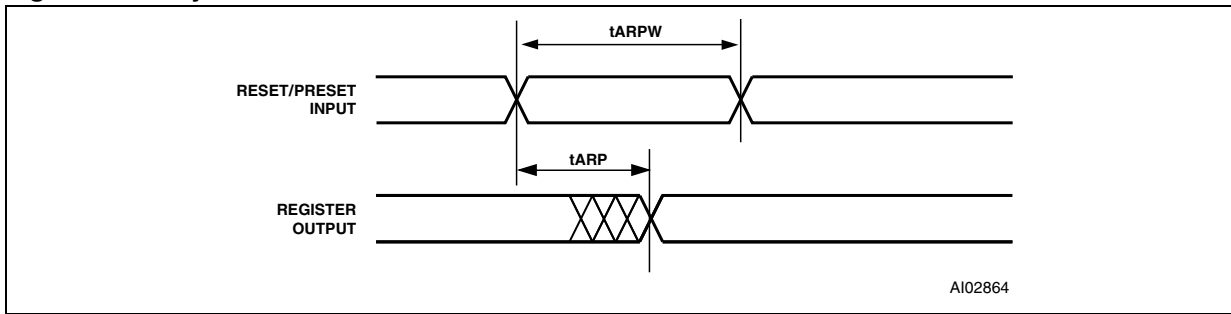 tARPW
RESET/PRESET
INPUT
tARP
REGISTER
OUTPUT
AI02864